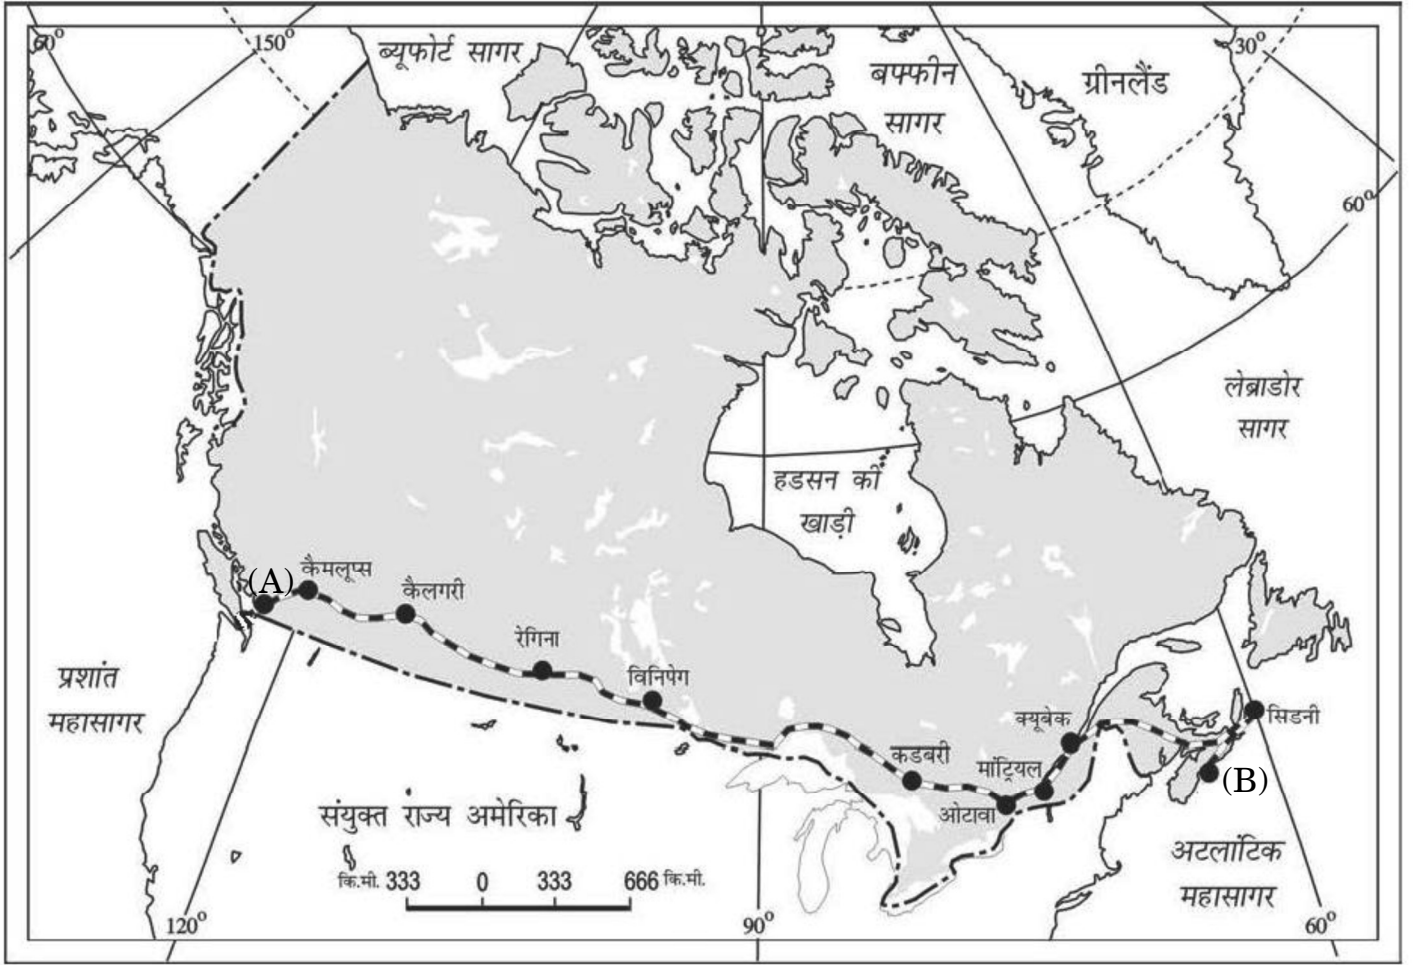 60°
150°
ब्यूफोर्ट सागर
बफ्फीन
सागर
ग्रीनलैंड
30°
60°
लेब्राडोर
सागर
हडसन की
खाड़ी
(A)
कैमलूप्स
कैलगरी
रेगिना
विनिपेग
प्रशांत
महासागर
क्यूबेक
सिडनी
कडबरी
मांट्रियल
(B)
ओटावा
संयुक्त राज्य अमेरिका
अटलांटिक
महासागर
कि.मी. 333 0 333 666 कि.मी.
120°
90°
60°